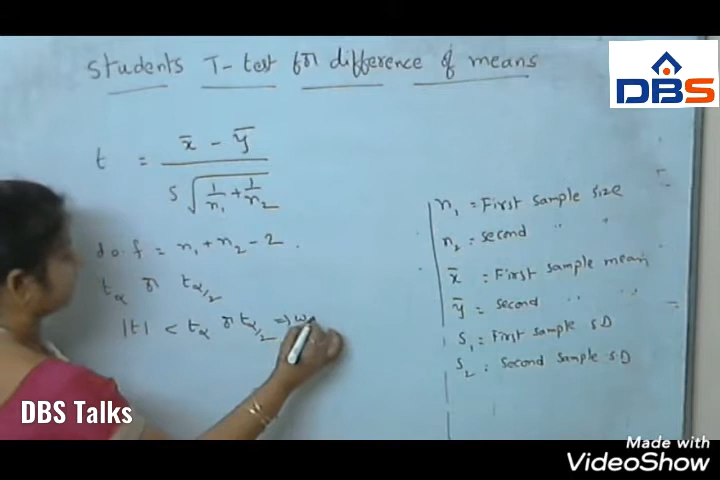 Students T-test for difference of means
DBS
t = x̄ - ȳ / S √(1/n₁ + 1/n₂)
d.o.f = n₁ + n₂ - 2 .
tα or tα/2
|t| < tα or tα/2 ⇒ w
n₁ = First sample size
n₂ = second " "
x̄ = First sample mean
ȳ = second " "
S₁ = First sample SD
S₂ : Second sample SD
DBS Talks
Made with
VideoShow